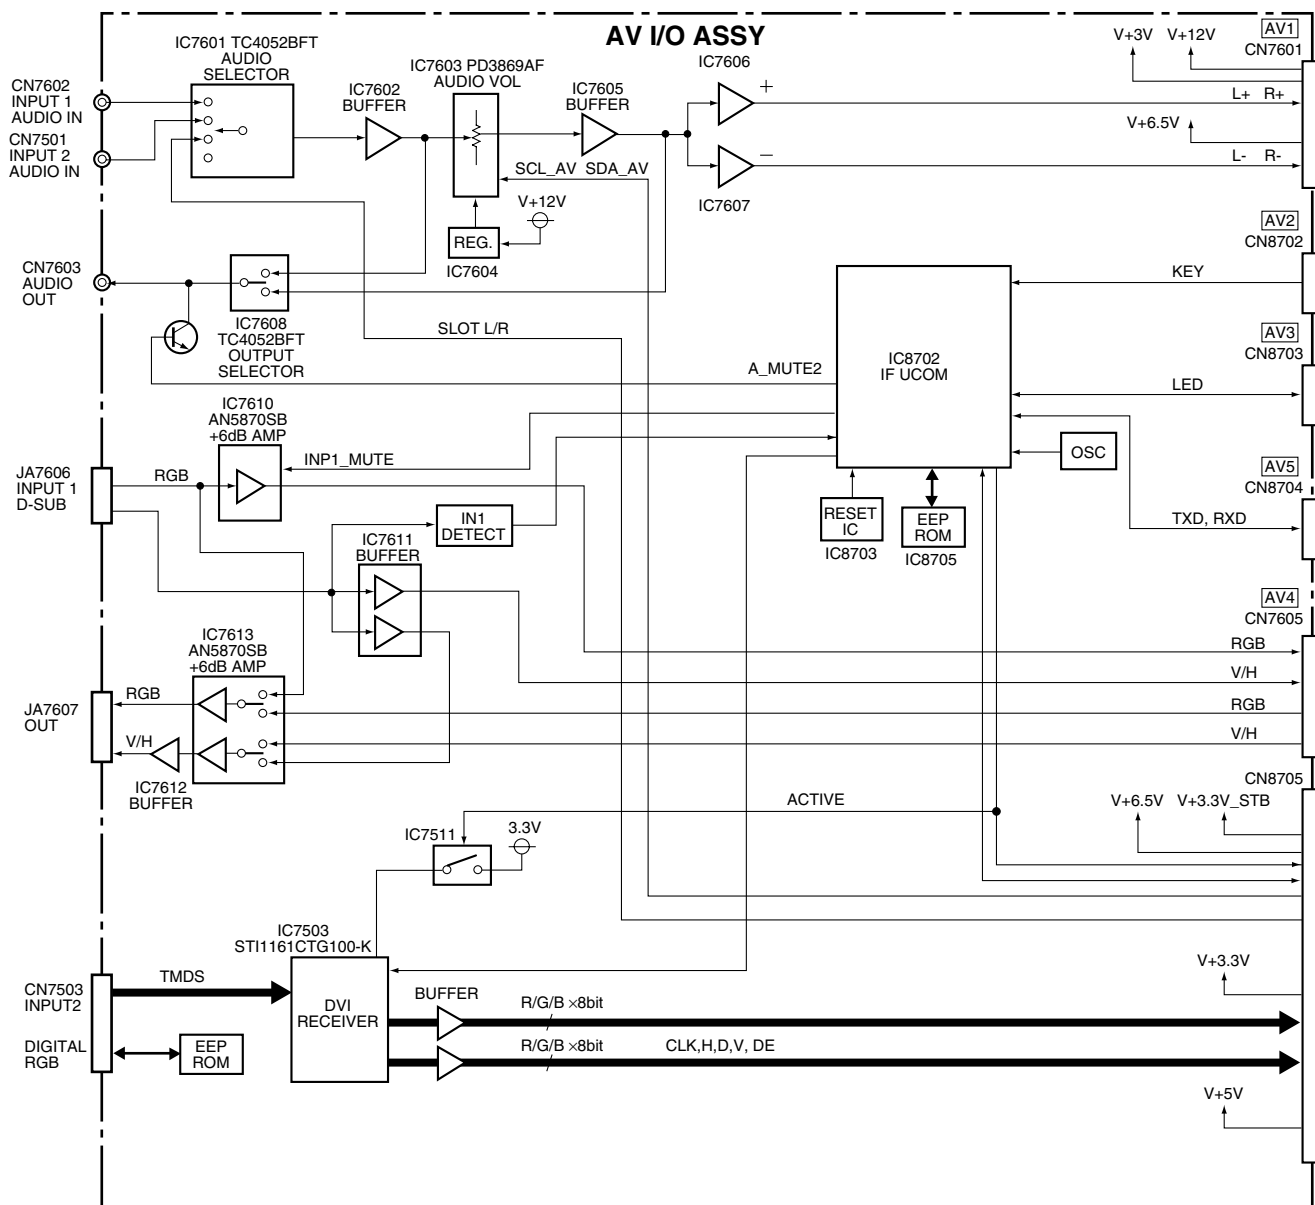 AV I/O ASSY
IC7601 TC4052BFT
AUDIO
SELECTOR
CN7602
INPUT 1
AUDIO IN
CN7501
INPUT 2
AUDIO IN
IC7602
BUFFER
IC7603 PD3869AF
AUDIO VOL
IC7605
BUFFER
IC7606
+
−
IC7607
V+3V
V+12V
AV1
CN7601
L+ R+
V+6.5V
L- R-
SCL_AV SDA_AV
V+12V
REG.
IC7604
AV2
CN8702
KEY
CN7603
AUDIO
OUT
IC7608
TC4052BFT
OUTPUT
SELECTOR
SLOT L/R
A_MUTE2
IC8702
IF UCOM
AV3
CN8703
LED
IC7610
AN5870SB
+6dB AMP
INP1_MUTE
JA7606
INPUT 1
D-SUB
RGB
IN1
DETECT
OSC
RESET
IC
IC8703
EEP
ROM
IC8705
AV5
CN8704
TXD, RXD
IC7611
BUFFER
AV4
CN7605
RGB
V/H
RGB
V/H
IC7613
AN5870SB
+6dB AMP
JA7607
OUT
RGB
V/H
IC7612
BUFFER
CN8705
ACTIVE
V+6.5V
V+3.3V_STB
IC7511
3.3V
IC7503
STI1161CTG100-K
DVI
RECEIVER
CN7503
INPUT2
DIGITAL
RGB
TMDS
EEP
ROM
BUFFER
R/G/B ×8bit
R/G/B ×8bit
CLK,H,D,V, DE
V+3.3V
V+5V